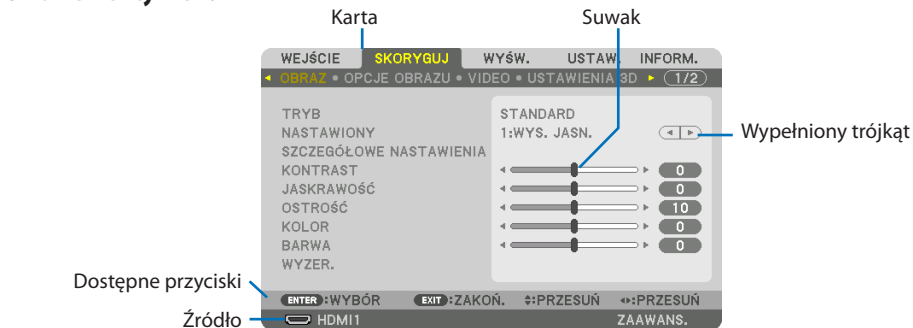 Karta Suwak
WEJŚCIE SKORYGUJ WYŚW. USTAW. INFORM.
OBRAZ • OPCJE OBRAZU • VIDEO • USTAWIENIA 3D 1/2
TRYB STANDARD
NASTAWIONY 1:WYS. JASN.
Wypełniony trójkąt
SZCZEGÓŁOWE NASTAWIENIA
KONTRAST 0
JASKRAWOŚĆ 0
OSTROŚĆ 10
KOLOR 0
BARWA 0
WYZER.
Dostępne przyciski
ENTER:WYBÓR EXIT:ZAKOŃ. :PRZESUŃ :PRZESUŃ
Źródło
HDMI1 ZAAWANS.